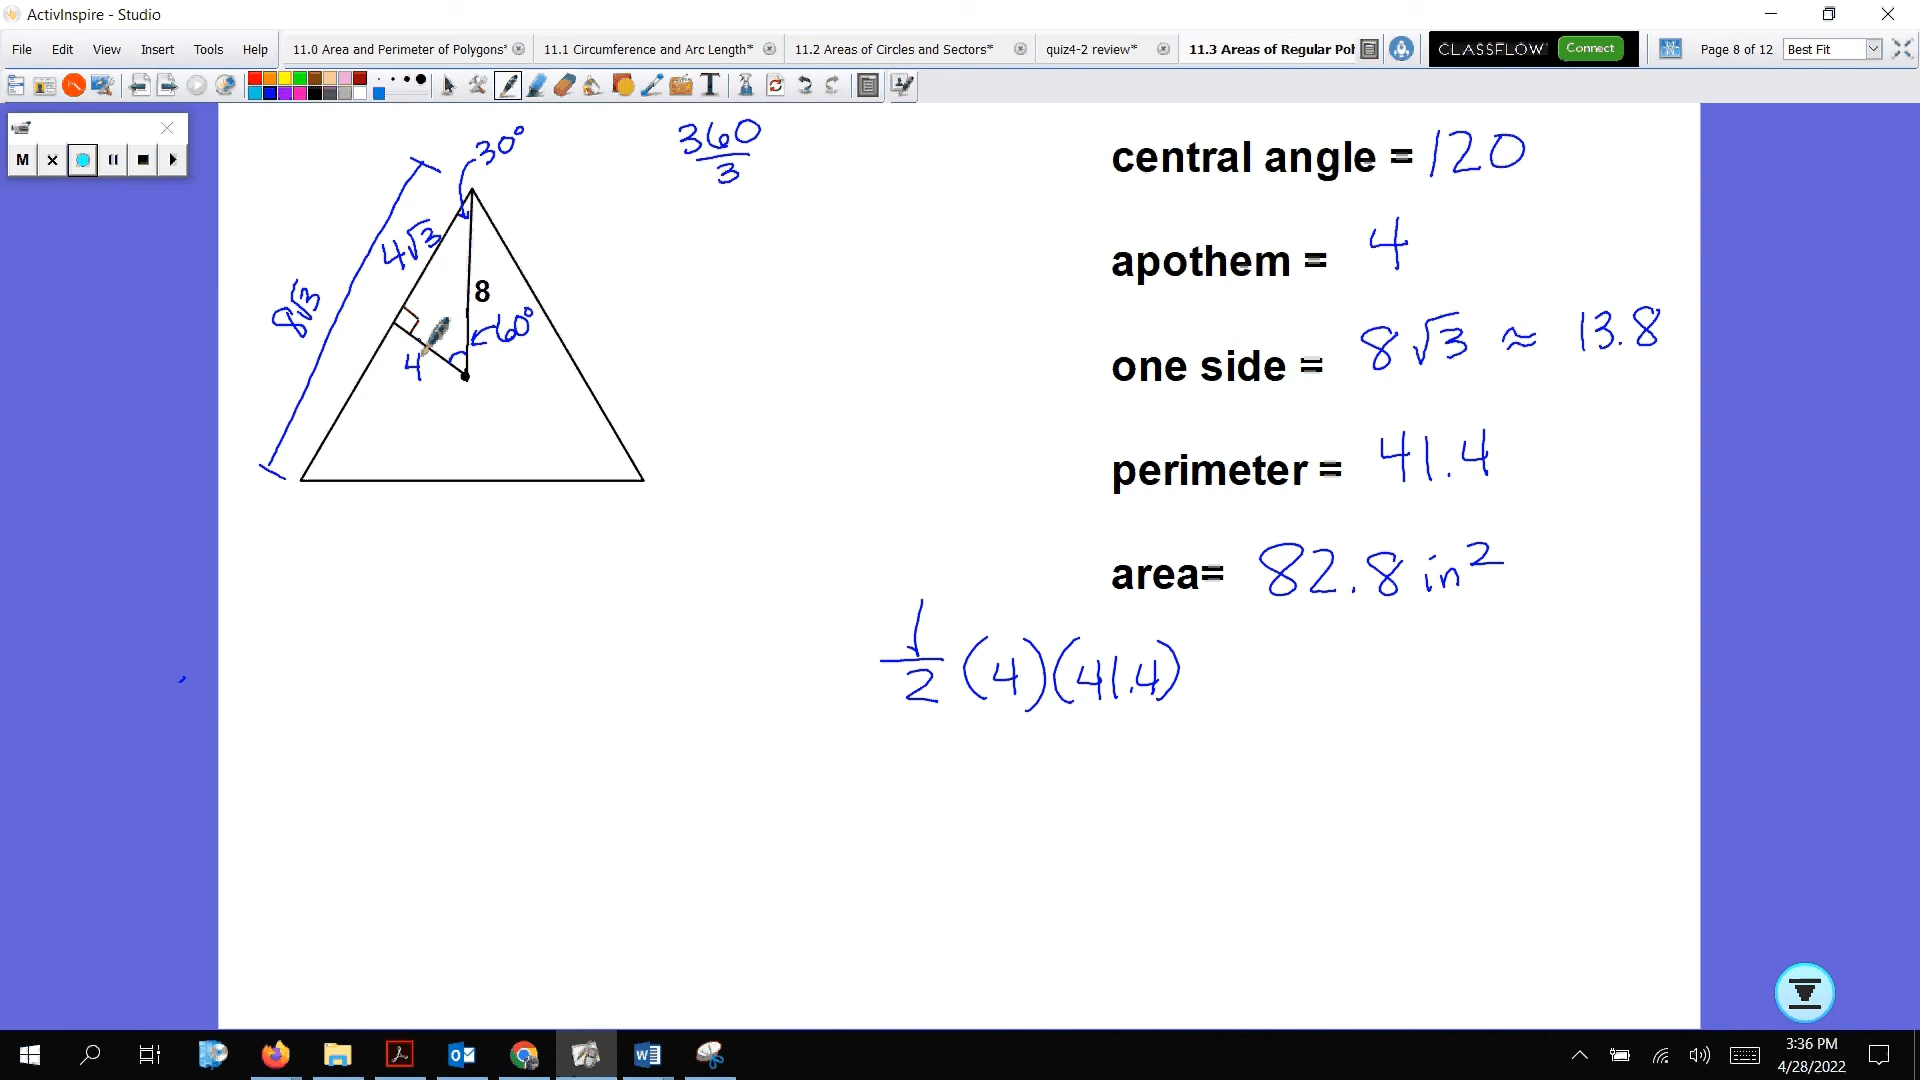 ActivInspire - Studio
File Edit View Insert Tools Help
11.0 Area and Perimeter of Polygons* 11.1 Circumference and Arc Length* 11.2 Areas of Circles and Sectors* quiz4-2 review* 11.3 Areas of Regular Pol
CLASSFLOW Connect
Page 8 of 12 Best Fit
M
30°
360
3
4√3
8√3
8
60°
4
central angle = 120
apothem = 4
one side = 8√3 ≈ 13.8
perimeter = 41.4
area= 82.8 in²
1/2 (4)(41.4)
3:36 PM
4/28/2022